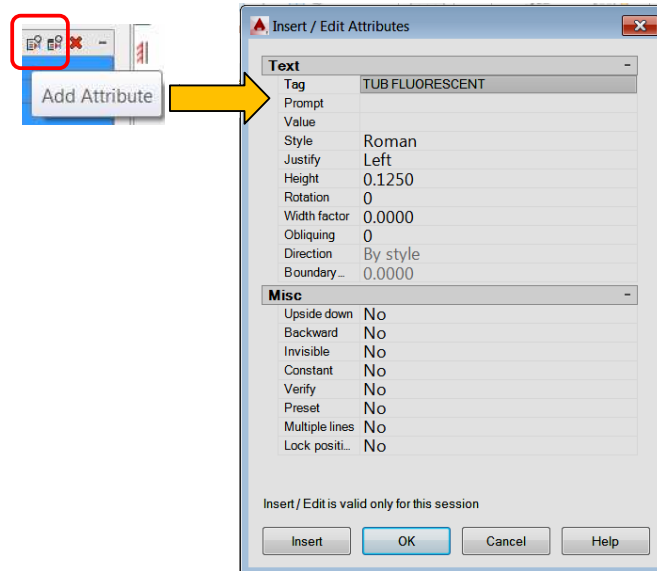 Insert / Edit Attributes
Add Attribute
Text –
Tag TUB FLUORESCENT
Prompt
Value
Style Roman
Justify Left
Height 0.1250
Rotation 0
Width factor 0.0000
Obliquing 0
Direction By style
Boundary... 0.0000
Misc –
Upside down No
Backward No
Invisible No
Constant No
Verify No
Preset No
Multiple lines No
Lock positi... No
Insert / Edit is valid only for this session
Insert OK Cancel Help